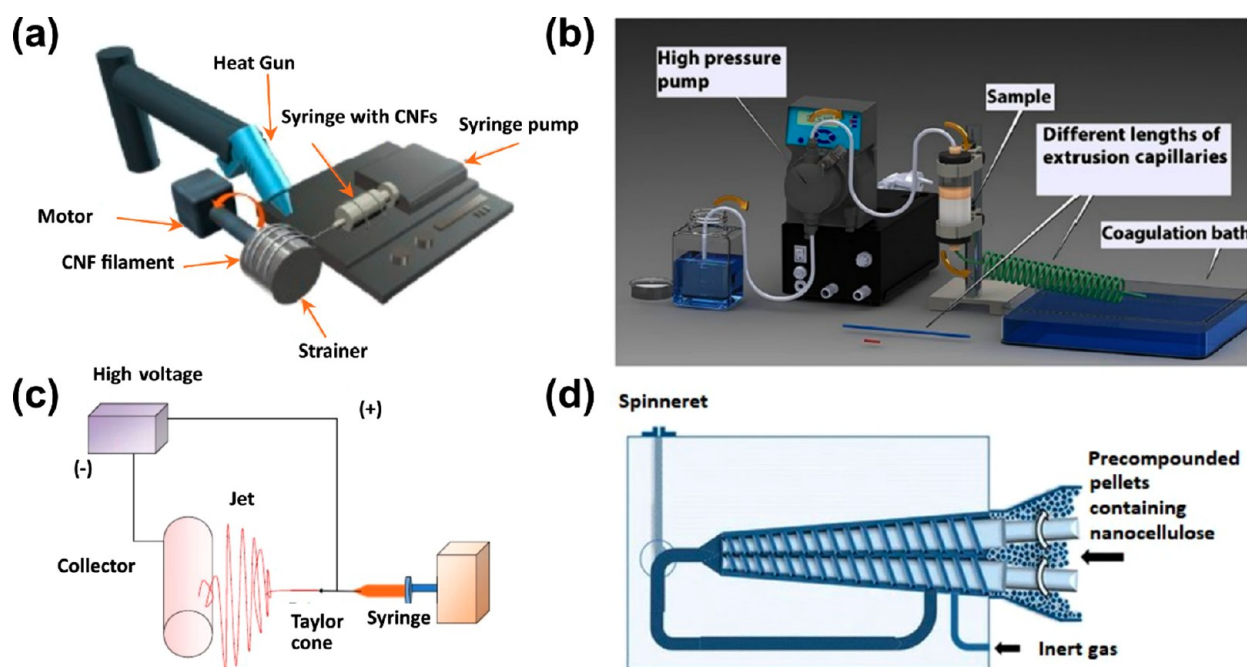 (a)
Heat Gun
Syringe with CNFs
Syringe pump
Motor
CNF filament
Strainer
(b)
High pressure
pump
Sample
Different lengths of
extrusion capillaries
Coagulation bath
(c)
High voltage
(+)
(-)
Jet
Collector
Taylor
cone
Syringe
(d)
Spinneret
Precompounded
pellets
containing
nanocellulose
Inert gas